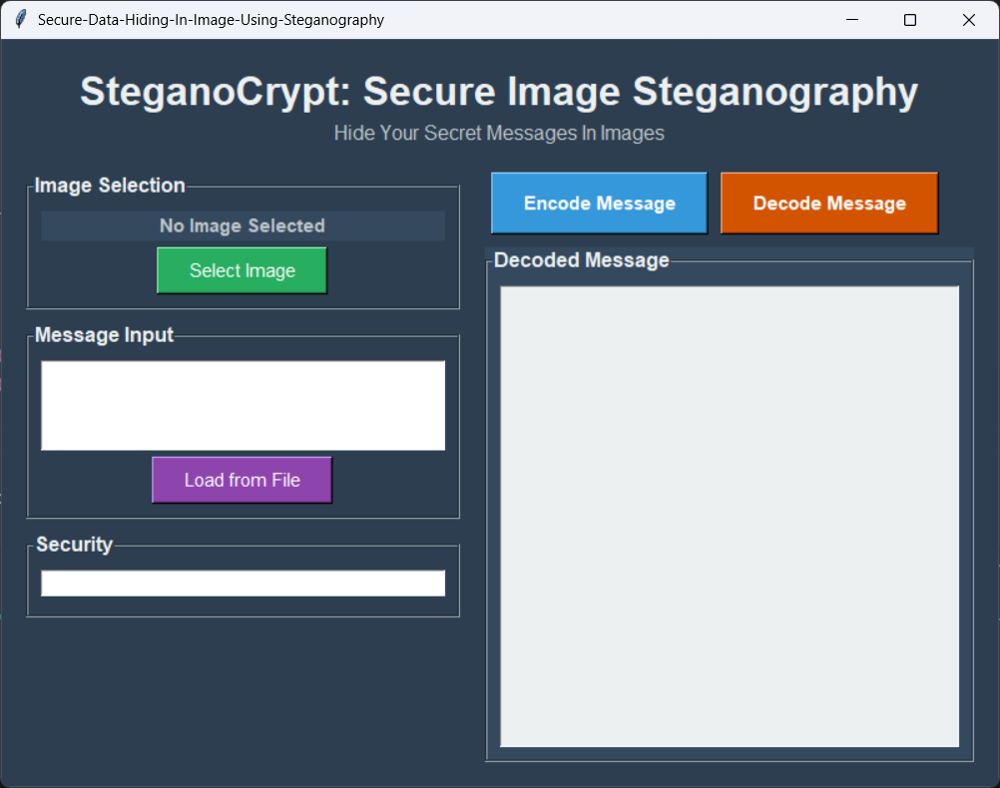 Secure-Data-Hiding-In-Image-Using-Steganography
SteganoCrypt: Secure Image Steganography
Hide Your Secret Messages In Images
Image Selection
No Image Selected
Select Image
Message Input
Load from File
Security
Encode Message
Decode Message
Decoded Message